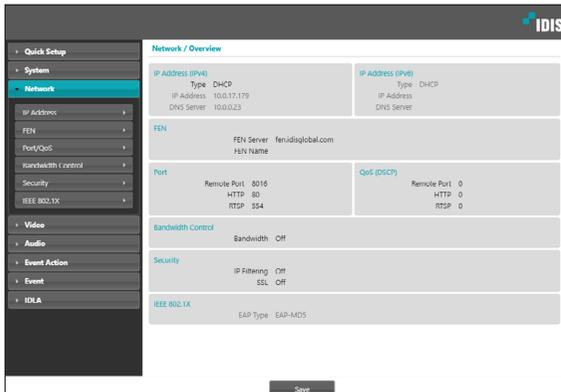 IDIS
Quick Setup
System
Network
IP Address
FEN
Port/QoS
Bandwidth Control
Security
IEEE 802.1X
Video
Audio
Event Action
Event
IDLA
Network / Overview
IP Address (IPv4)
Type DHCP
IP Address 10.0.17.179
DNS Server 10.0.0.23
IP Address (IPv6)
Type DHCP
IP Address
DNS Server
FEN
FEN Server fen.idisglobal.com
FEN Name
Port
Remote Port 8016
HTTP 80
RTSP 554
QoS (DSCP)
Remote Port 0
HTTP 0
RTSP 0
Bandwidth Control
Bandwidth Off
Security
IP Filtering Off
SSL Off
IEEE 802.1X
EAP Type EAP-MD5
Save